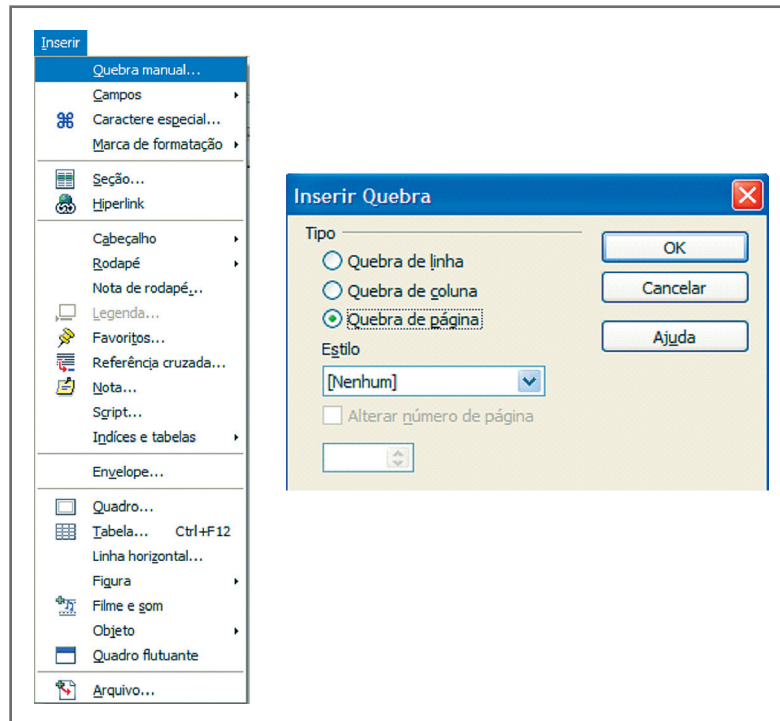 Inserir
Quebra manual...
Campos
Caractere especial...
Marca de formatação
Seção...
Hiperlink
Cabeçalho
Rodapé
Nota de rodapé...
Legenda...
Favoritos...
Referência cruzada...
Nota...
Script...
Indíces e tabelas
Envelope...
Quadro...
Tabela... Ctrl+F12
Linha horizontal...
Figura
Filme e som
Objeto
Quadro flutuante
Arquivo...
Inserir Quebra
Tipo
Quebra de linha
Quebra de coluna
Quebra de página
Estilo
[Nenhum]
Alterar número de página
OK
Cancelar
Ajuda